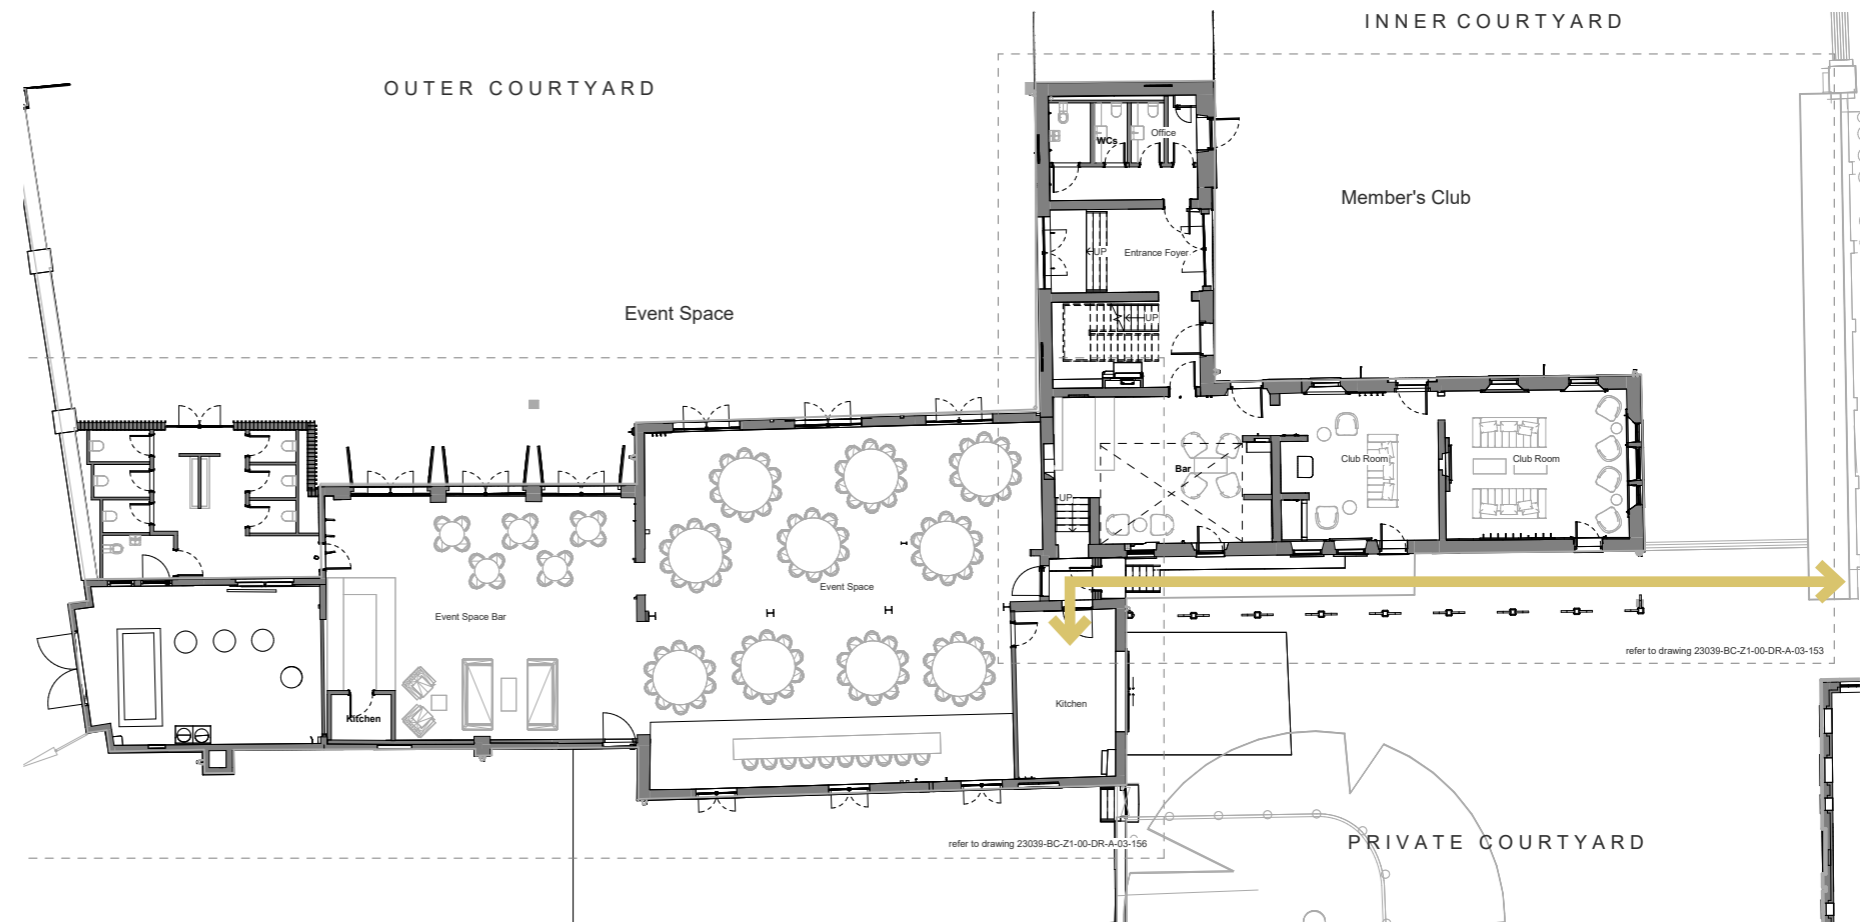 INNER COURTYARD
OUTER COURTYARD
Office
WCs
Member's Club
UP
Entrance Foyer
Event Space
UP
Bar
Club Room
Club Room
UP
Event Space
Event Space Bar
refer to drawing 23039-BC-Z1-00-DR-A-03-153
Kitchen
Kitchen
refer to drawing 23039-BC-Z1-00-DR-A-03-156
PRIVATE COURTYARD